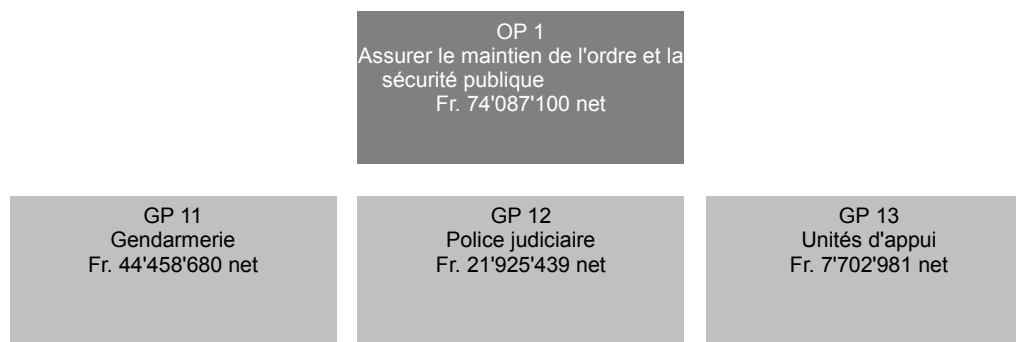 OP 1
Assurer le maintien de l'ordre et la
sécurité publique
Fr. 74'087'100 net
GP 11
Gendarmerie
Fr. 44'458'680 net
GP 12
Police judiciaire
Fr. 21'925'439 net
GP 13
Unités d'appui
Fr. 7'702'981 net